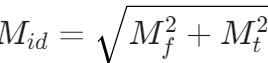 M_{id} = \sqrt{M_f^2 + M_t^2}